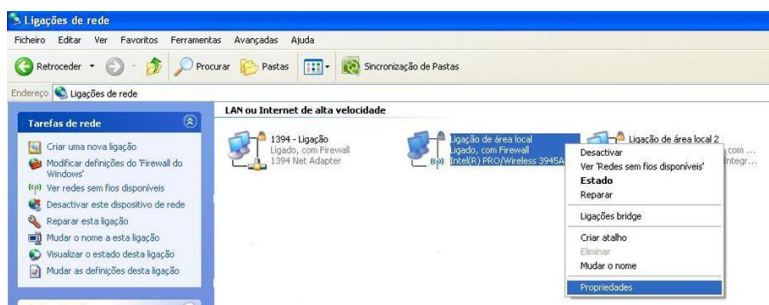 Ligações de rede
Ficheiro Editar Ver Favoritos Ferramentas Avançadas Ajuda
Retroceder Procurar Pastas Sincronização de Pastas
Endereço Ligações de rede
LAN ou Internet de alta velocidade
Tarefas de rede
Criar uma nova ligação
Modificar definições do 'Firewall do
Windows'
Ver redes sem fios disponíveis
Desactivar este dispositivo de rede
Reparar esta ligação
Mudar o nome a esta ligação
Visualizar o estado desta ligação
Mudar as definições desta ligação
1394 - Ligação
Ligado, com Firewall
1394 Net Adapter
Ligação de área local
Ligado, com Firewall
Intel(R) PRO/Wireless 3945A
Ligação de área local 2
com ...
Integr...
Desactivar
Ver 'Redes sem fios disponíveis'
Estado
Reparar
Ligações bridge
Criar atalho
Eliminar
Mudar o nome
Propriedades